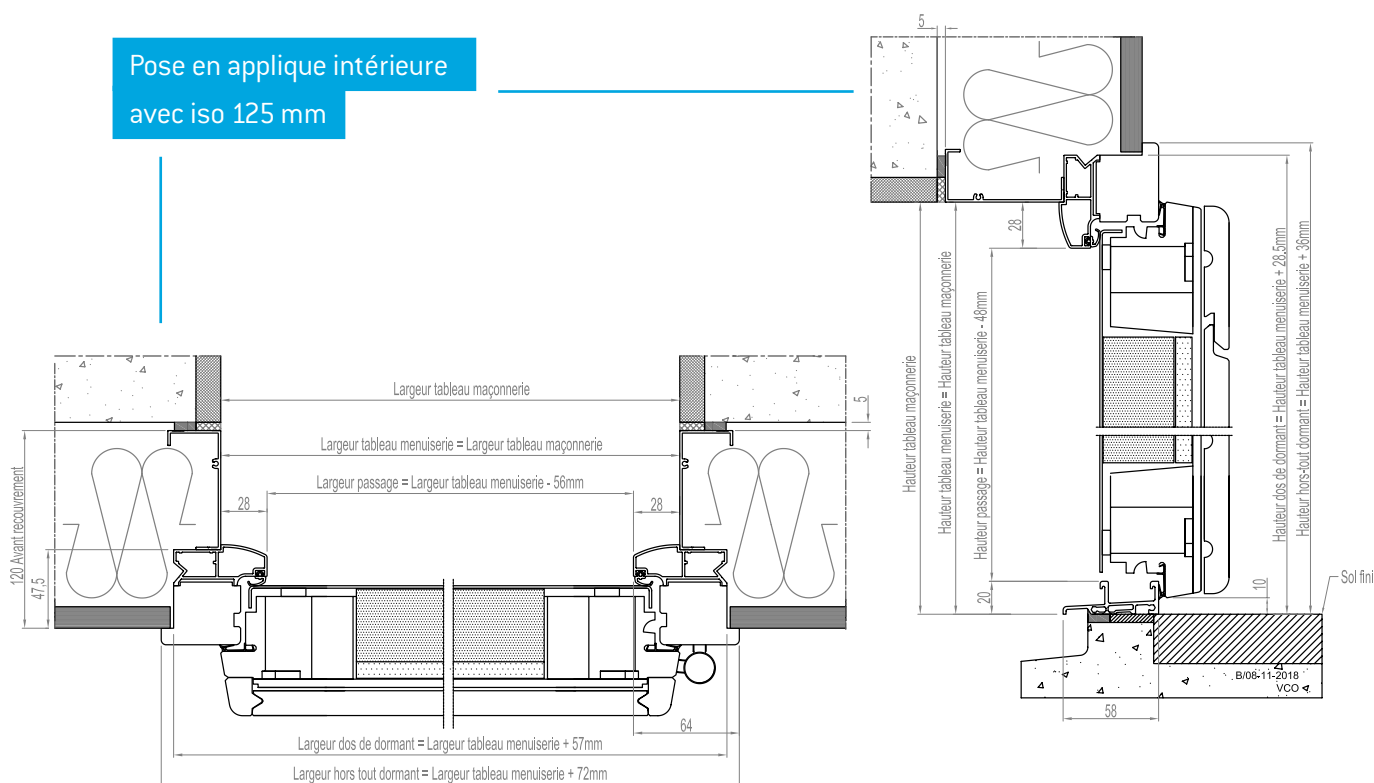 Pose en applique intérieure
avec iso 125 mm
5
28
Hauteur tableau maçonnerie
Hauteur tableau menuiserie = Hauteur tableau maçonnerie
Hauteur passage = Hauteur tableau menuiserie - 48mm
Hauteur dos de dormant = Hauteur tableau menuiserie + 28,5mm
Hauteur hors-tout dormant = Hauteur tableau menuiserie + 36mm
20
10
Sol fini
B/08-11-2018
VCO
58
Largeur tableau maçonnerie
5
Largeur tableau menuiserie = Largeur tableau maçonnerie
Largeur passage = Largeur tableau menuiserie - 56mm
28
28
120 Avant recouvrement
47,5
64
Largeur dos de dormant = Largeur tableau menuiserie + 57mm
Largeur hors tout dormant = Largeur tableau menuiserie + 72mm